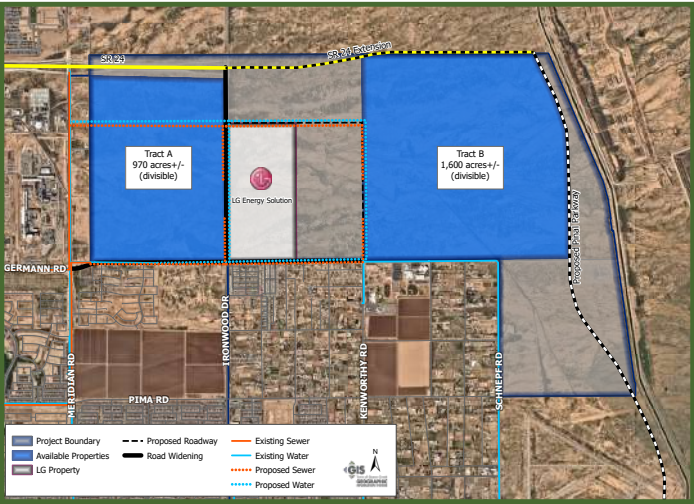 SR 24
SR 24 Extension
Tract A
970 acres+/-
(divisible)
LG
LG Energy Solution
Tract B
1,600 acres+/-
(divisible)
Proposed Pinal Parkway
GERMANN RD
MERIDIAN RD
IRONWOOD DR
KENWORTHY RD
SCHNEPF RD
PIMA RD
Project Boundary
Available Properties
LG Property
Proposed Roadway
Road Widening
Existing Sewer
Existing Water
Proposed Sewer
Proposed Water
N
GIS